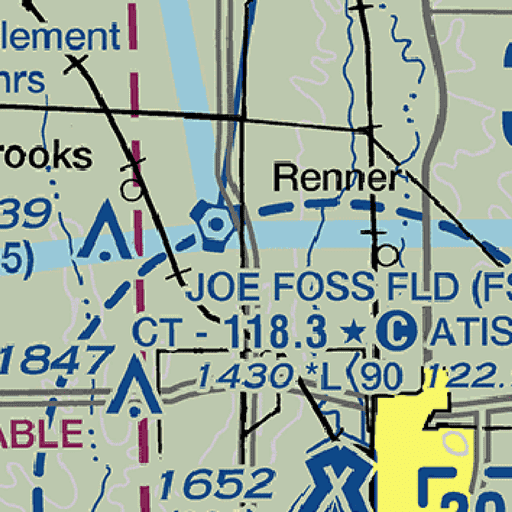 lement
hrs
rooks
Renner
39
5)
JOE FOSS FLD (FS
CT - 118.3 ★ C ATIS
1847
1430 *L 90 122.
ABLE
1652
20